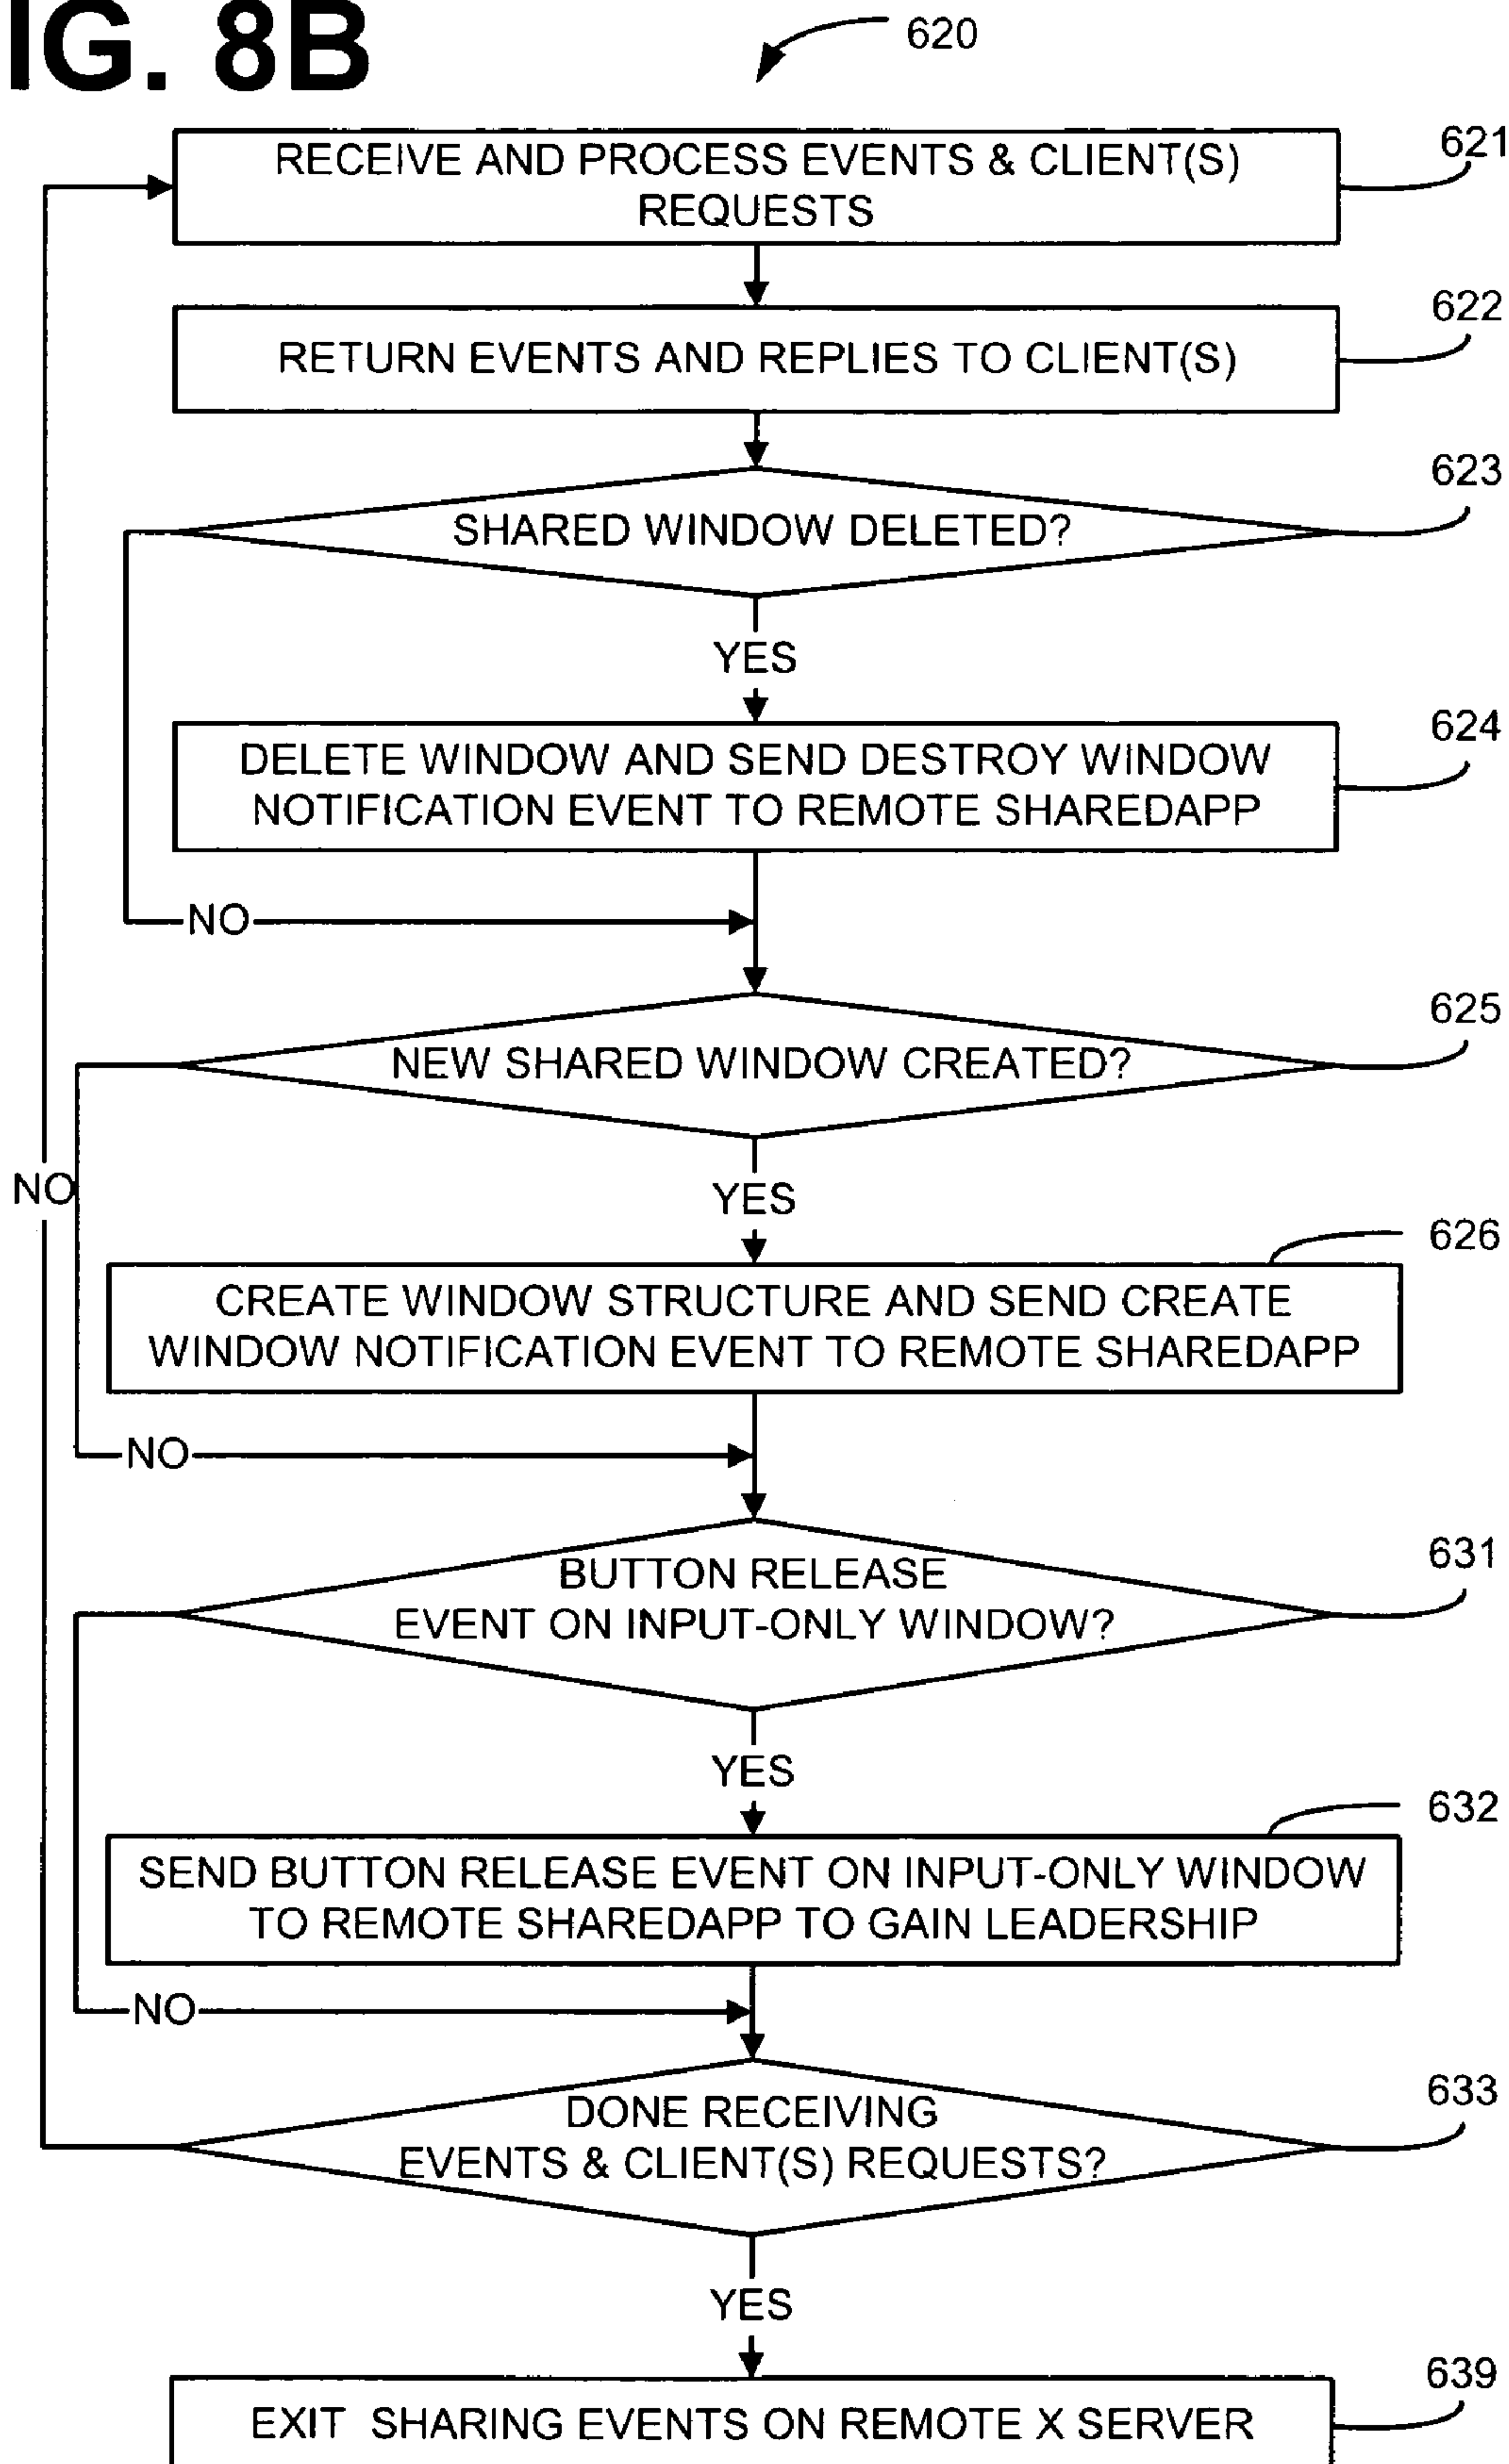 IG. 8B
620
RECEIVE AND PROCESS EVENTS & CLIENT(S)
REQUESTS
621
RETURN EVENTS AND REPLIES TO CLIENT(S)
622
SHARED WINDOW DELETED?
623
YES
DELETE WINDOW AND SEND DESTROY WINDOW
NOTIFICATION EVENT TO REMOTE SHAREDAPP
624
NO
NEW SHARED WINDOW CREATED?
625
NO
YES
626
CREATE WINDOW STRUCTURE AND SEND CREATE
WINDOW NOTIFICATION EVENT TO REMOTE SHAREDAPP
NO
BUTTON RELEASE
EVENT ON INPUT-ONLY WINDOW?
631
YES
632
SEND BUTTON RELEASE EVENT ON INPUT-ONLY WINDOW
TO REMOTE SHAREDAPP TO GAIN LEADERSHIP
NO
DONE RECEIVING
EVENTS & CLIENT(S) REQUESTS?
633
YES
EXIT SHARING EVENTS ON REMOTE X SERVER
639